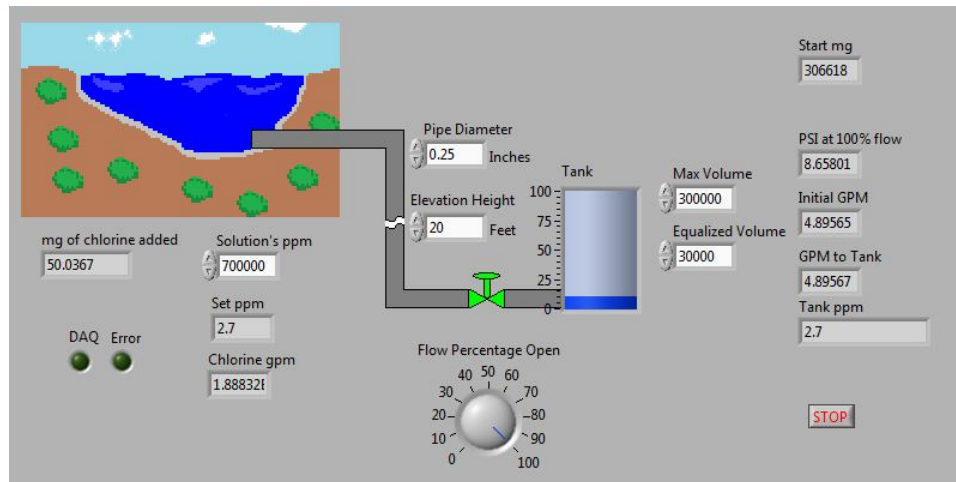 Start mg
306618
Pipe Diameter
0.25 Inches
Elevation Height
20 Feet
Tank
100
75
50
25
0
Max Volume
300000
Equalized Volume
30000
PSI at 100% flow
8.65801
Initial GPM
4.89565
GPM to Tank
4.89567
Tank ppm
2.7
mg of chlorine added
50.0367
Solution's ppm
700000
Set ppm
2.7
DAQ Error
Chlorine gpm
1.88832
Flow Percentage Open
0 10 20 30 40 50 60 70 80 90 100
STOP